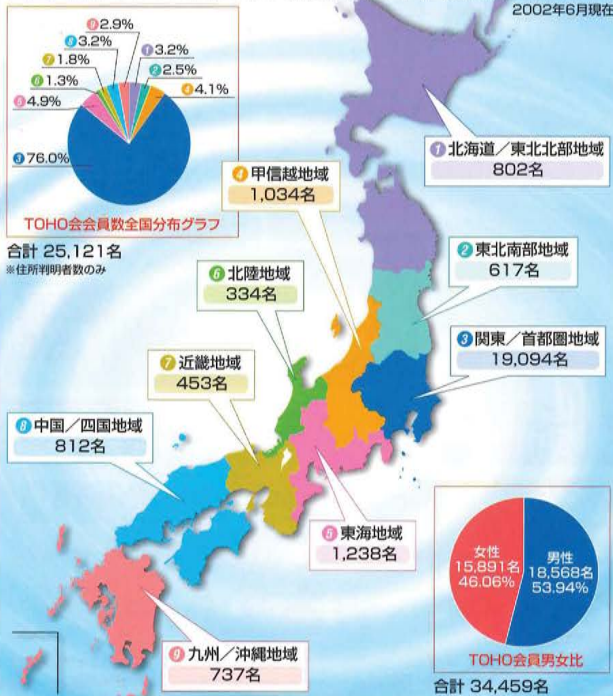 2002年6月現在
⑨2.9%
⑧3.2%
⑦1.8%
⑥1.3%
⑤4.9%
③76.0%
①3.2%
②2.5%
④4.1%
TOHO会会員数全国分布グラフ
合計 25,121名
※住所判明者数のみ
①北海道／東北北部地域
802名
④甲信越地域
1,034名
②東北南部地域
617名
⑥北陸地域
334名
③関東／首都圏地域
19,094名
⑦近畿地域
453名
⑧中国／四国地域
812名
⑤東海地域
1,238名
⑨九州／沖縄地域
737名
女性
15,891名
46.06%
男性
18,568名
53.94%
TOHO会員男女比
合計 34,459名